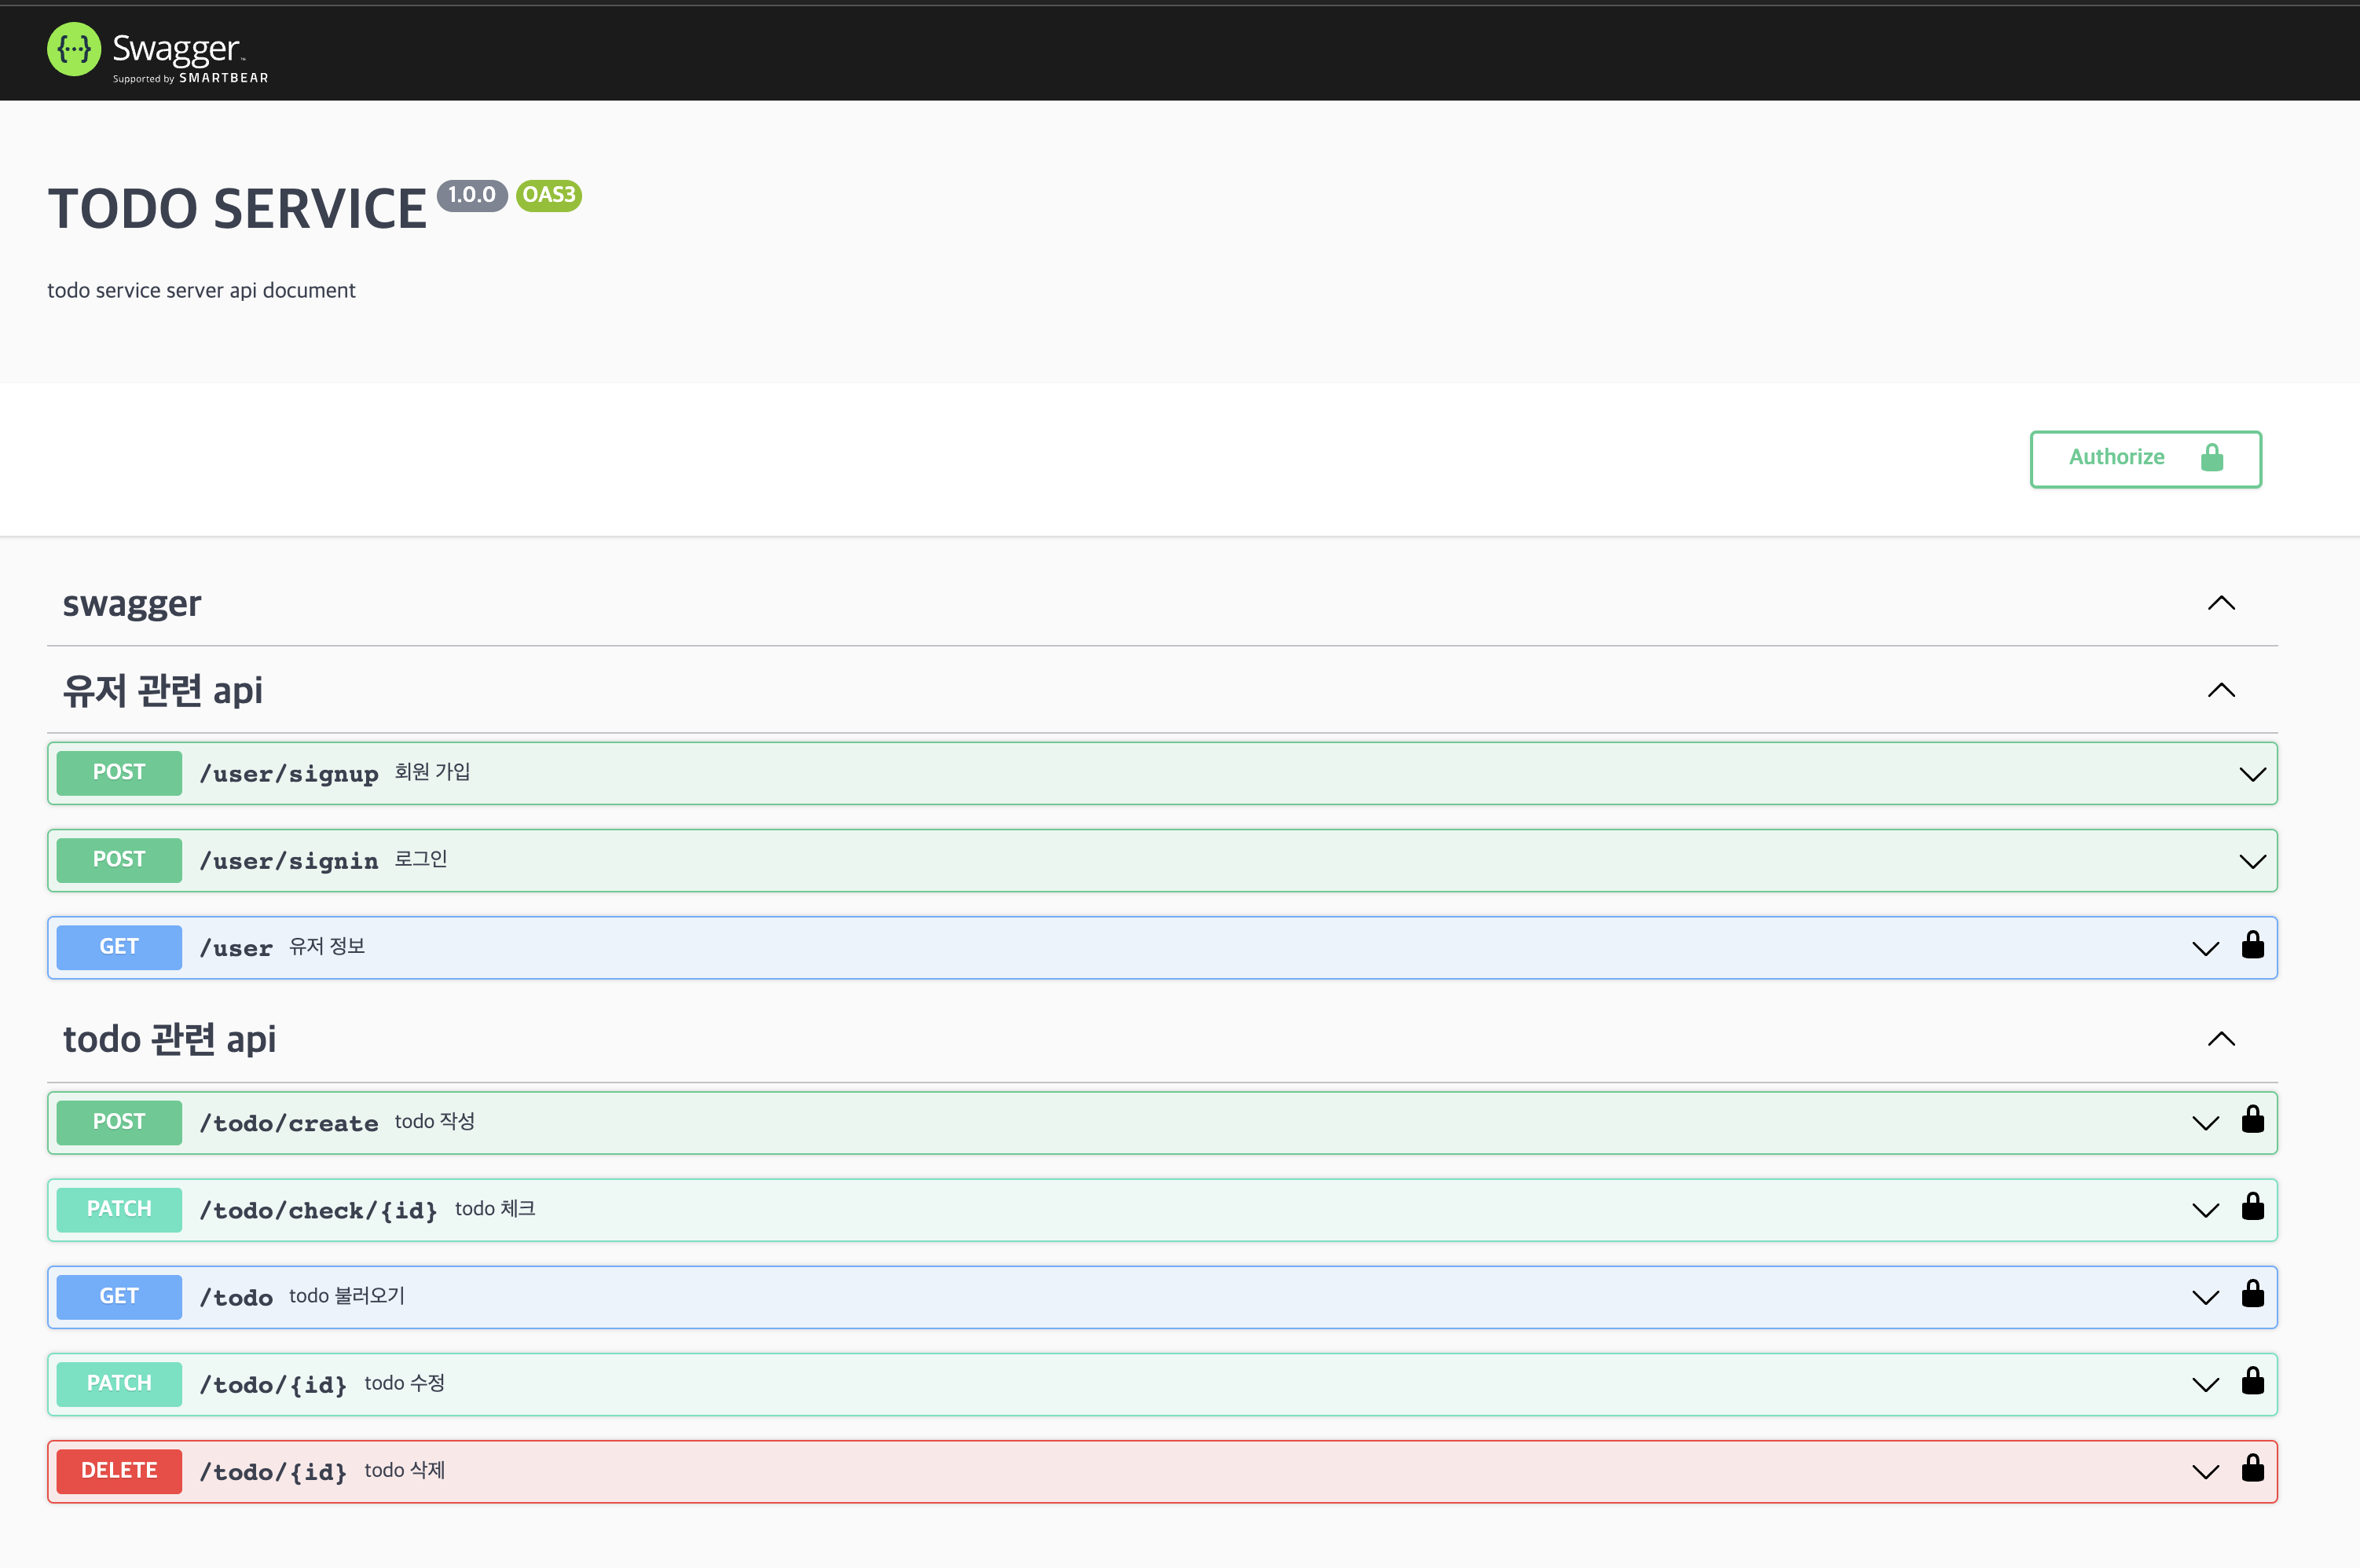 {···} Swagger™
Supported by SMARTBEAR
TODO SERVICE 1.0.0 OAS3
todo service server api document
Authorize
swagger
유저 관련 api
POST /user/signup 회원 가입
POST /user/signin 로그인
GET /user 유저 정보
todo 관련 api
POST /todo/create todo 작성
PATCH /todo/check/{id} todo 체크
GET /todo todo 불러오기
PATCH /todo/{id} todo 수정
DELETE /todo/{id} todo 삭제